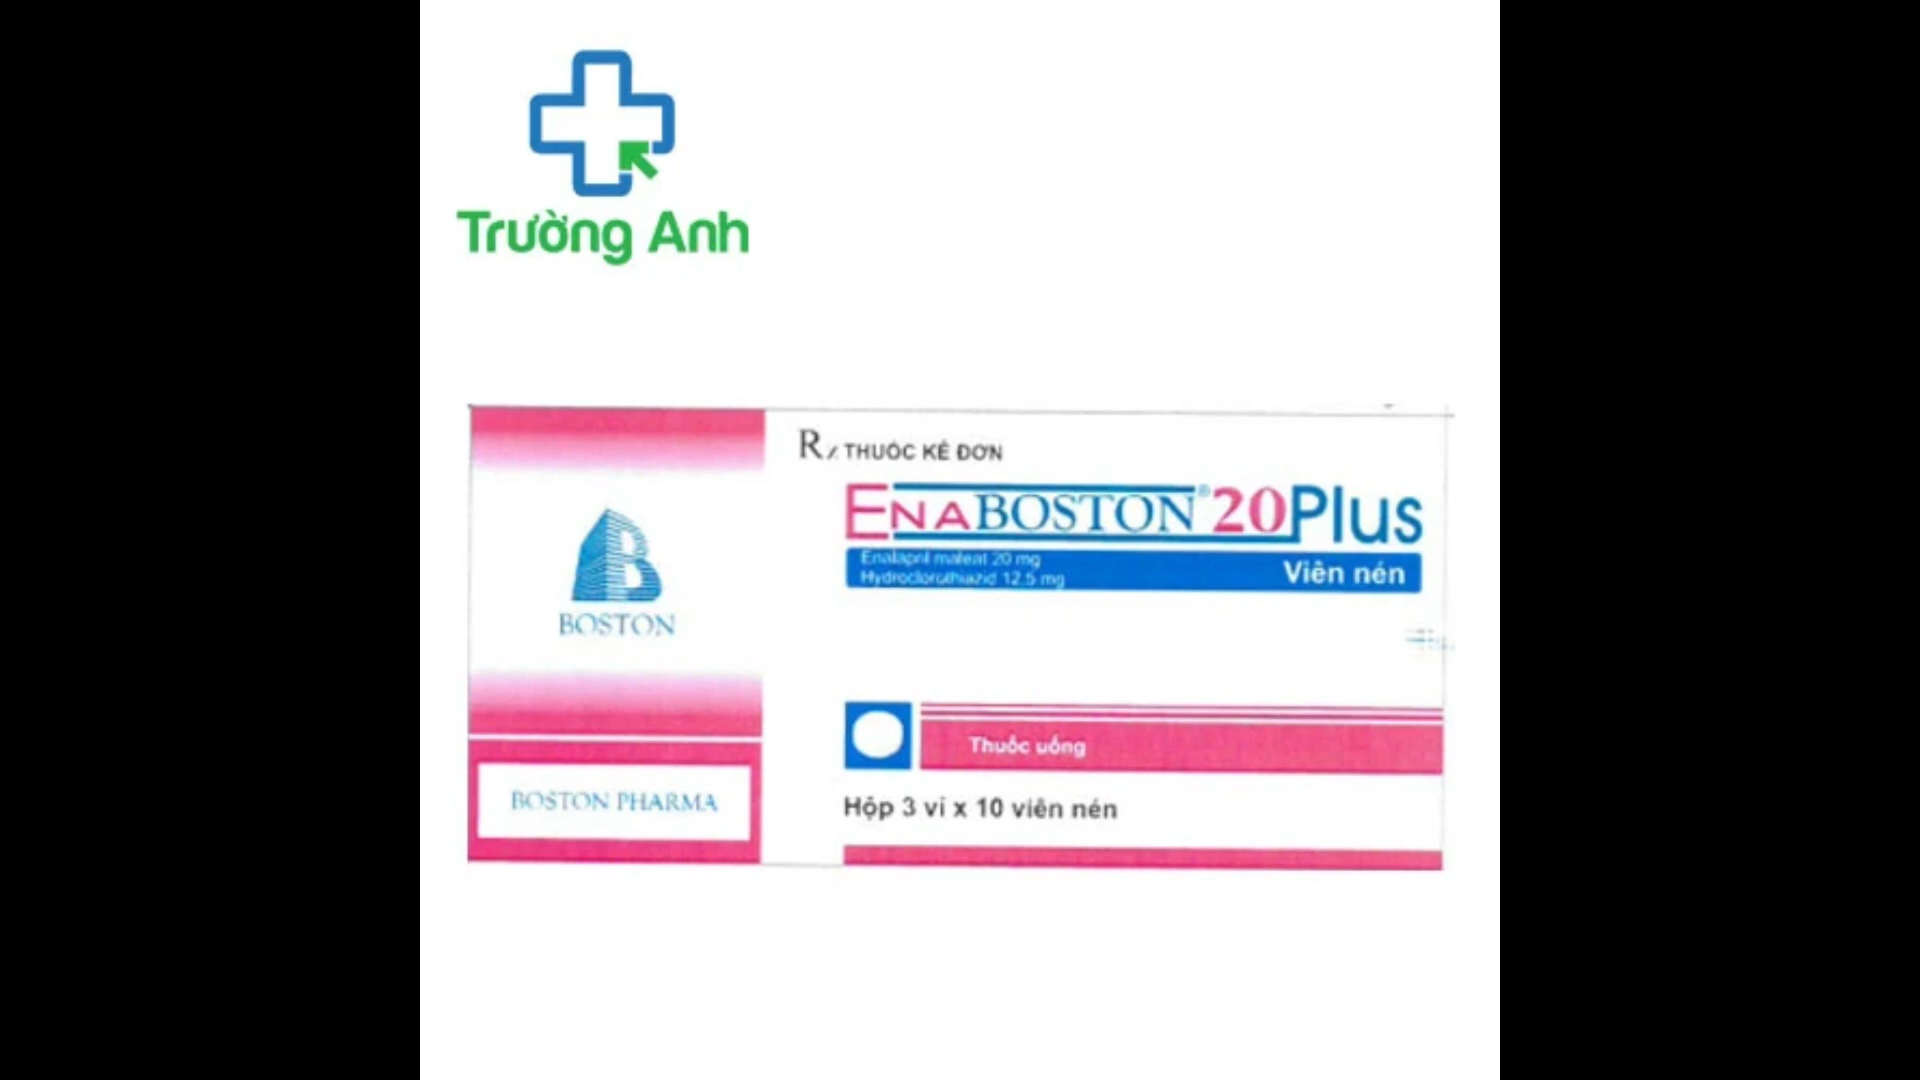 Trường Anh
Rx THUỐC KÊ ĐƠN
ENABOSTON® 20Plus
Enalapril maleat 20 mg
Hydroclorothiazid 12.5 mg
Viên nén
BOSTON
Thuốc uống
BOSTON PHARMA
Hộp 3 vỉ x 10 viên nén